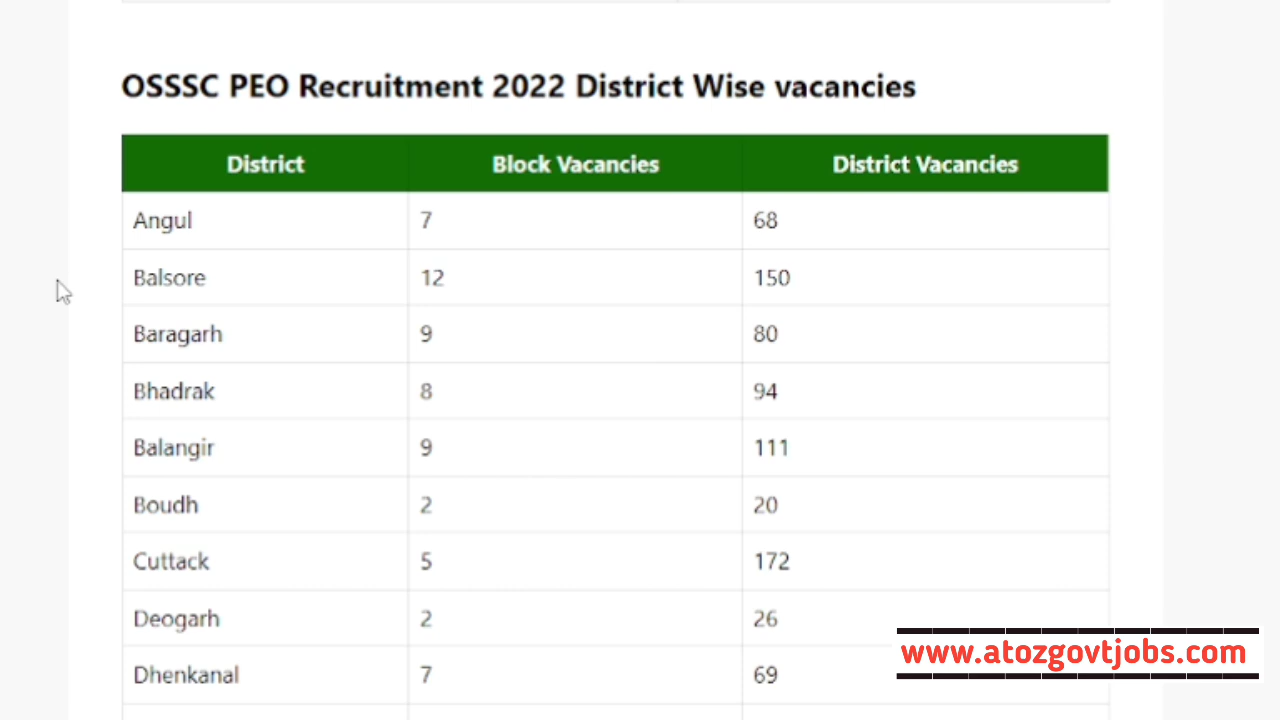 OSSSC PEO Recruitment 2022 District Wise vacancies
District Block Vacancies District Vacancies
Angul 7 68
Balsore 12 150
Baragarh 9 80
Bhadrak 8 94
Balangir 9 111
Boudh 2 20
Cuttack 5 172
Deogarh 2 26
Dhenkanal 7 69
www.atozgovtjobs.com